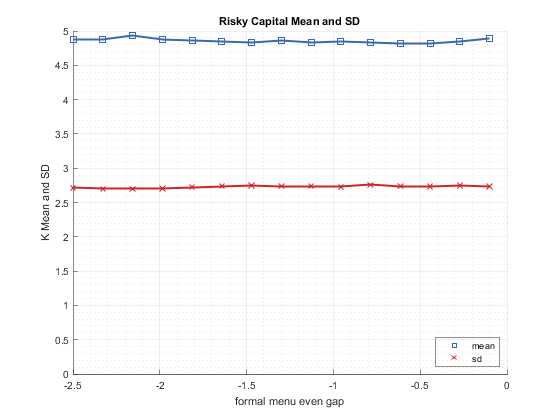 Risky Capital Mean and SD
5
4.5
4
3.5
3
2.5
2
1.5
1
0.5
0
K Mean and SD
-2.5 -2 -1.5 -1 -0.5 0
formal menu even gap
mean
sd